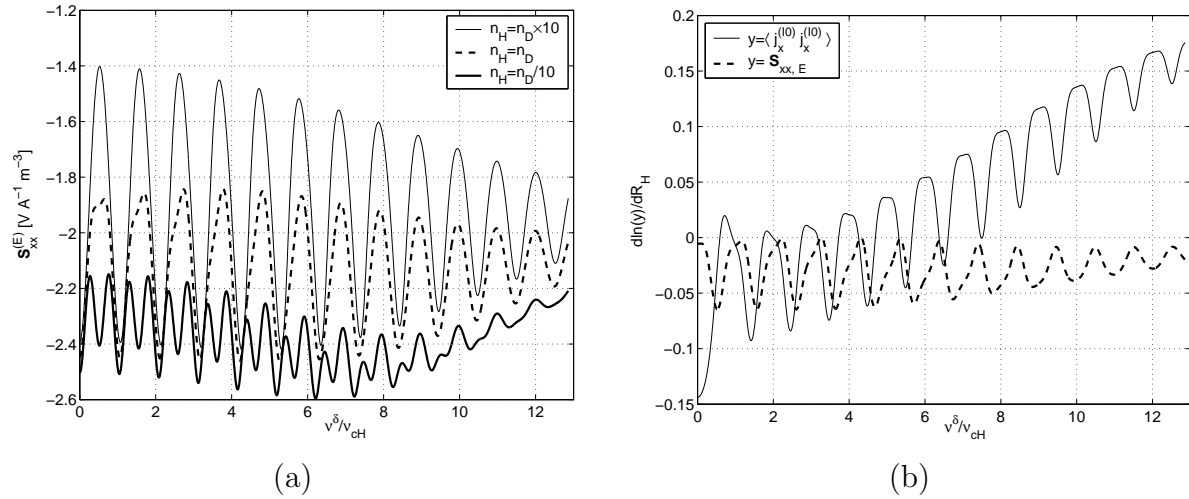 −1.2
−1.4
−1.6
−1.8
−2
−2.2
−2.4
−2.6
S_xx^(E) [V A^−1 m^−3]
n_H=n_D×10
n_H=n_D
n_H=n_D/10
0 2 4 6 8 10 12
ν^δ/ν_cH
(a)
0.2
0.15
0.1
0.05
0
−0.05
−0.1
−0.15
dln(y)/dR_H
y=⟨ j_x^(I0) j_x^(I0) ⟩
y= S_xx, E
0 2 4 6 8 10 12
ν^δ/ν_cH
(b)